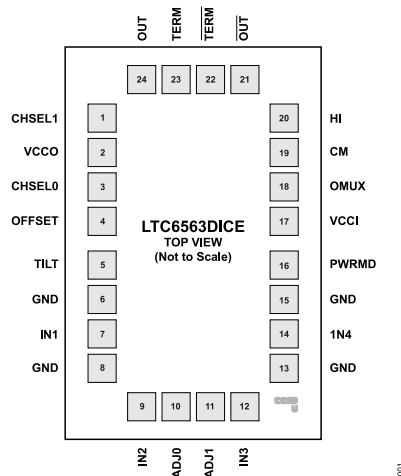 OUT TERM TERM OUT
24 23 22 21
CHSEL1 1 20 HI
VCCO 2 19 CM
CHSEL0 3 18 OMUX
OFFSET 4 17 VCCI
LTC6563DICE
TOP VIEW
(Not to Scale)
TILT 5 16 PWRMD
GND 6 15 GND
IN1 7 14 1N4
GND 8 13 GND
9 10 11 12
IN2 ADJ0 ADJ1 IN3
001